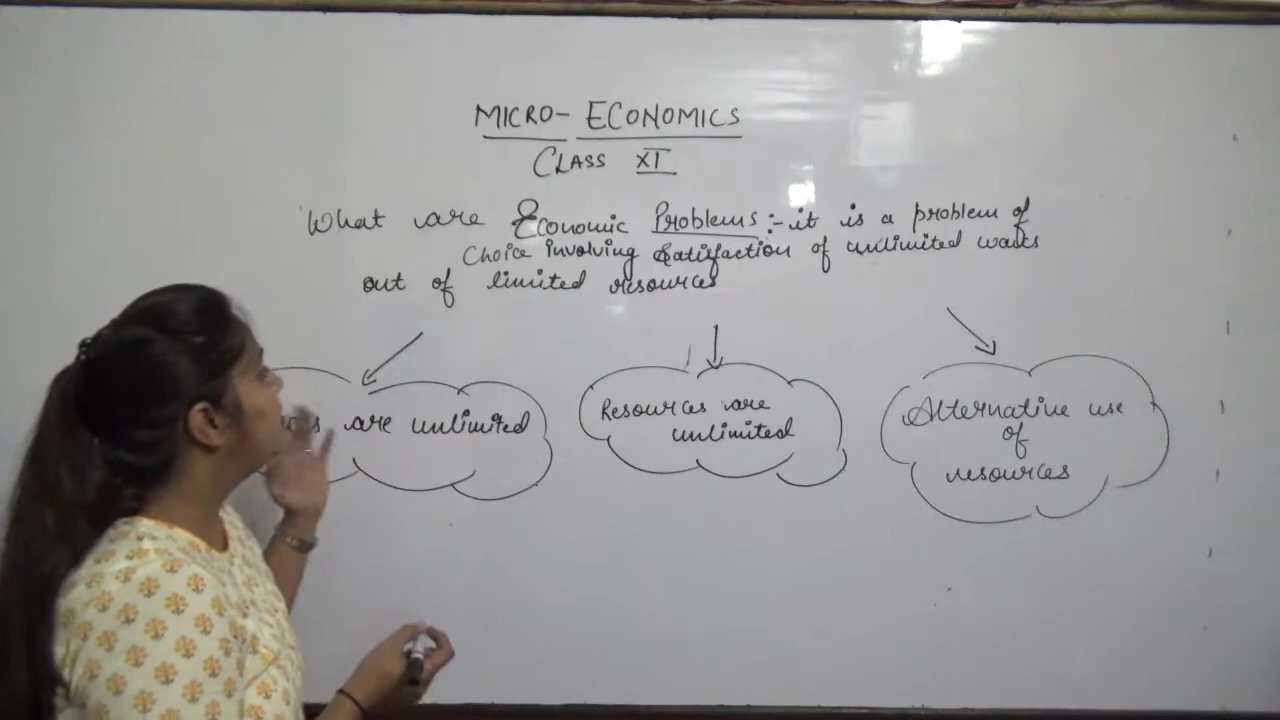 MICRO- ECONOMICS
CLASS XI
What are Economic Problems :- it is a problem of
Choice involving satisfaction of unlimited wants
out of limited resources
are unlimited
Resources are
unlimited
Alternative use
of
resources